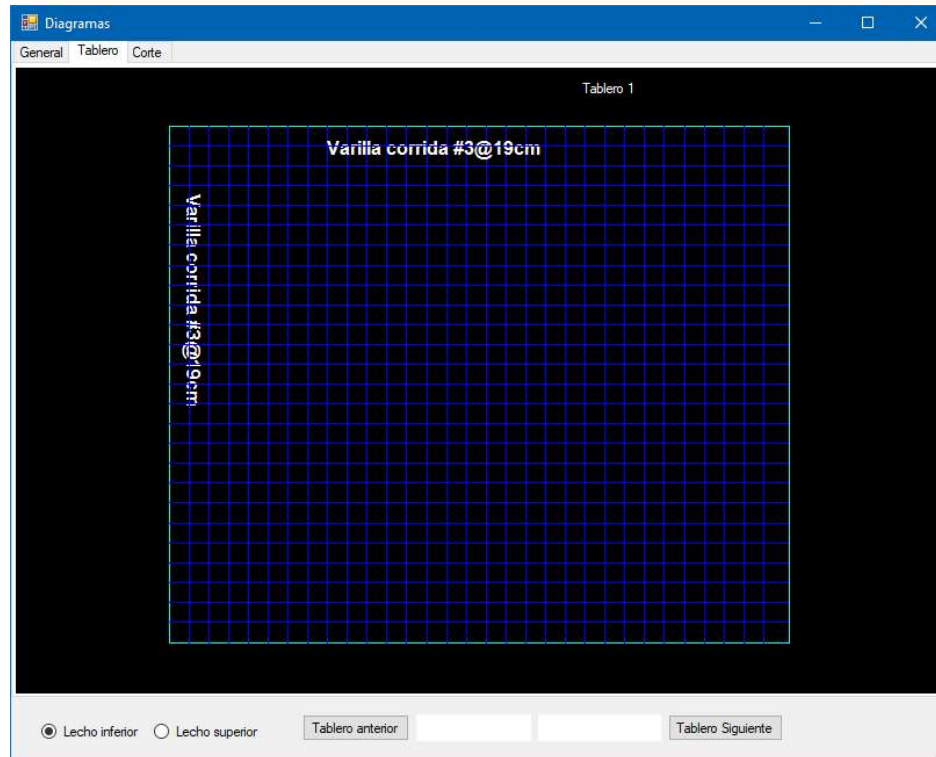 Diagramas
General Tablero Corte
Tablero 1
Varilla corrida #3@19cm
Varilla corrida #3@19cm
Lecho inferior Lecho superior Tablero anterior Tablero Siguiente